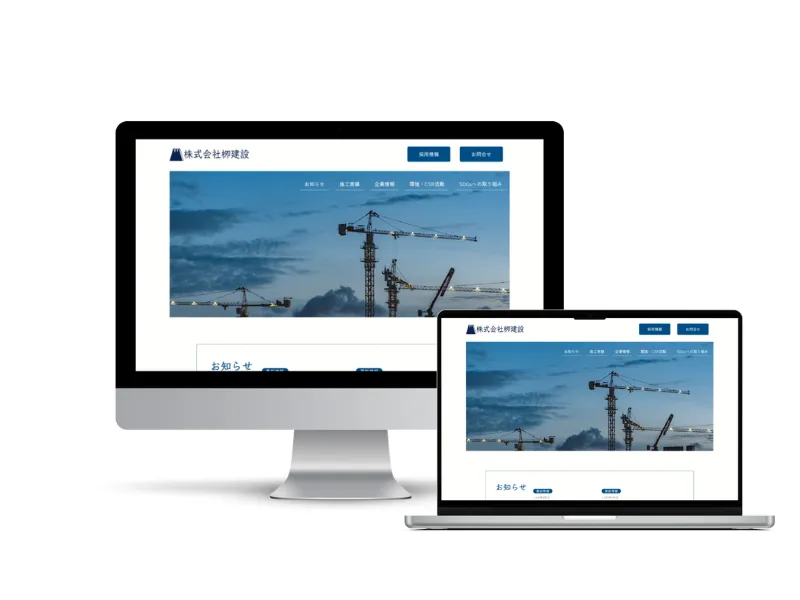 株式会社栁建設
採用情報
お問合せ
お知らせ
施工実績
企業情報
環境・CSR活動
SDGsへの取り組み
お知らせ
株式会社栁建設
採用情報
お問合せ
お知らせ
施工実績
企業情報
環境・CSR活動
SDGsへの取り組み
お知らせ